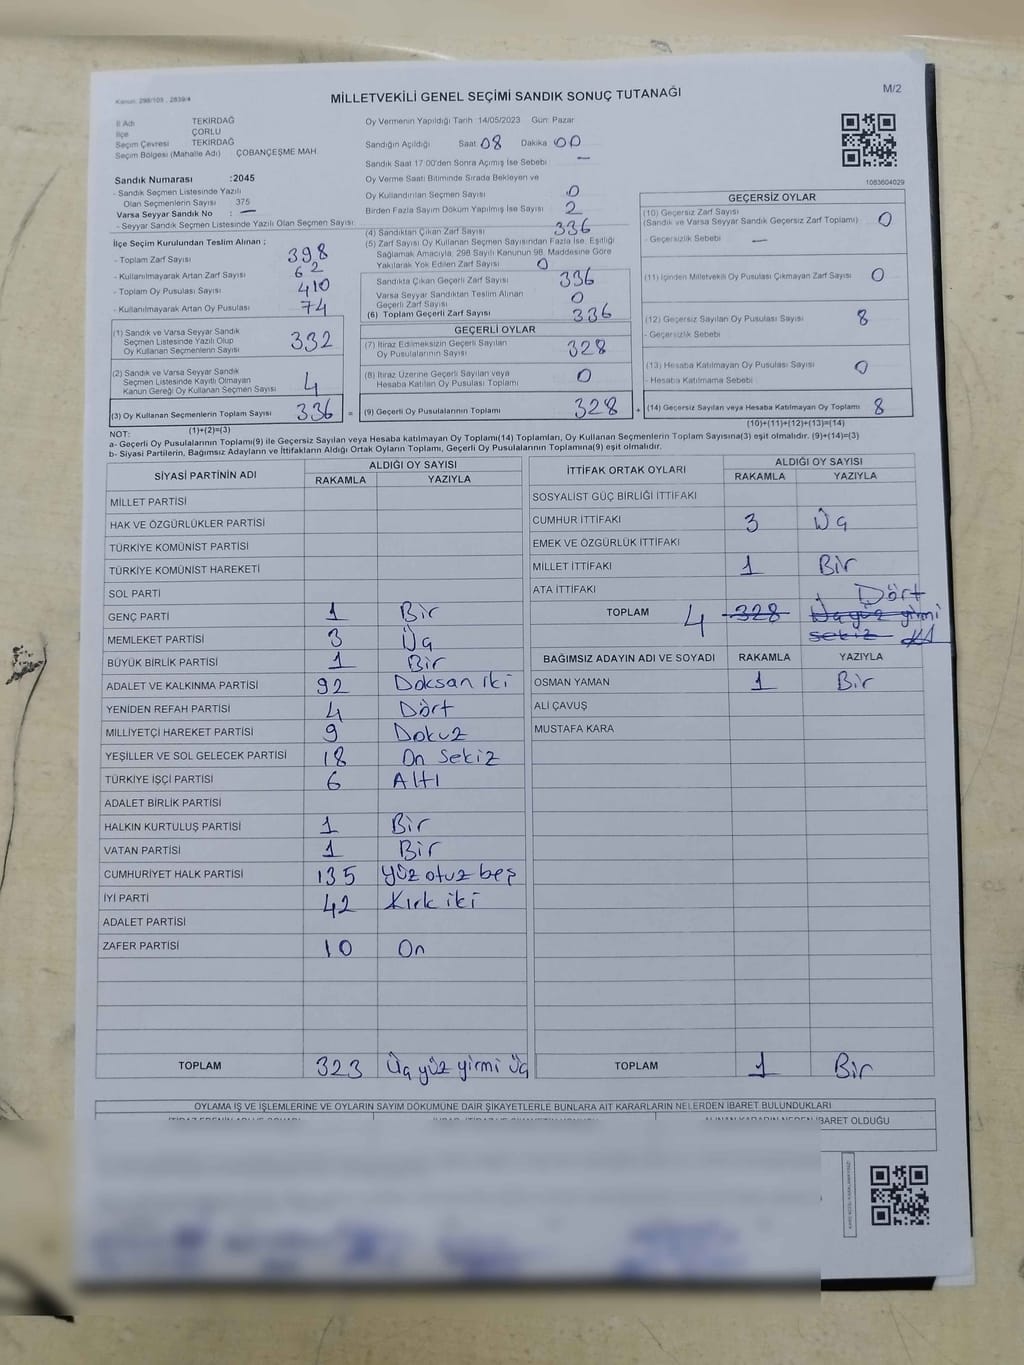 Kanun: 298/105 , 2839/4
MİLLETVEKİLİ GENEL SEÇİMİ SANDIK SONUÇ TUTANAĞI
M/2
İl Adı TEKİRDAĞ
İlçe ÇORLU
Seçim Çevresi TEKİRDAĞ
Seçim Bölgesi (Mahalle Adı) ÇOBANÇEŞME MAH.
Sandık Numarası :2045
- Sandık Seçmen Listesinde Yazılı
Olan Seçmenlerin Sayısı 375
Varsa Seyyar Sandık No : —
- Seyyar Sandık Seçmen Listesinde Yazılı Olan Seçmen Sayısı:
Oy Vermenin Yapıldığı Tarih :14/05/2023 Gün: Pazar
Sandığın Açıldığı Saat 08 Dakika 00
Sandık Saat 17:00'den Sonra Açılmış İse Sebebi —
Oy Verme Saati Bitiminde Sırada Bekleyen ve
Oy Kullandırılan Seçmen Sayısı 0
Birden Fazla Sayım Döküm Yapılmış İse Sayısı 2
(4) Sandıktan Çıkan Zarf Sayısı 336
(5) Zarf Sayısı Oy Kullanan Seçmen Sayısından Fazla İse, Eşitliği
Sağlamak Amacıyla, 298 Sayılı Kanunun 98. Maddesine Göre
Yakılarak Yok Edilen Zarf Sayısı 0
Sandıkta Çıkan Geçerli Zarf Sayısı 336
Varsa Seyyar Sandıktan Teslim Alınan
Geçerli Zarf Sayısı 0
(6) Toplam Geçerli Zarf Sayısı 336
İlçe Seçim Kurulundan Teslim Alınan ;
- Toplam Zarf Sayısı 398
- Kullanılmayarak Artan Zarf Sayısı 62
- Toplam Oy Pusulası Sayısı 410
- Kullanılmayarak Artan Oy Pusulası 74
(1) Sandık ve Varsa Seyyar Sandık
Seçmen Listesinde Yazılı Olup
Oy Kullanan Seçmenlerin Sayısı 332
(2) Sandık ve Varsa Seyyar Sandık
Seçmen Listesinde Kayıtlı Olmayan
Kanun Gereği Oy Kullanan Seçmen Sayısı 4
(3) Oy Kullanan Seçmenlerin Toplam Sayısı 336 =
(1)+(2)=(3)
GEÇERLİ OYLAR
(7) İtiraz Edilmeksizin Geçerli Sayılan
Oy Pusulalarının Sayısı 328
(8) İtiraz Üzerine Geçerli Sayılan veya
Hesaba Katılan Oy Pusulası Toplamı 0
(9) Geçerli Oy Pusulalarının Toplamı 328 +
1083604029
GEÇERSİZ OYLAR
(10) Geçersiz Zarf Sayısı
(Sandık ve Varsa Seyyar Sandık Geçersiz Zarf Toplamı) 0
- Geçersizlik Sebebi —
(11) İçinden Milletvekili Oy Pusulası Çıkmayan Zarf Sayısı 0
(12) Geçersiz Sayılan Oy Pusulası Sayısı 8
- Geçersizlik Sebebi
(13) Hesaba Katılmayan Oy Pusulası 0
- Hesaba Katılmama Sebebi
(14) Geçersiz Sayılan veya Hesaba Katılmayan Oy Toplamı 8
(10)+(11)+(12)+(13)=(14)
NOT:
a- Geçerli Oy Pusulalarının Toplamı(9) ile Geçersiz Sayılan veya Hesaba katılmayan Oy Toplamı(14) Toplamları, Oy Kullanan Seçmenlerin Toplam Sayısına(3) eşit olmalıdır. (9)+(14)=(3)
b- Siyasi Partilerin, Bağımsız Adayların ve İttifakların Aldığı Ortak Oyların Toplamı, Geçerli Oy Pusulalarının Toplamına(9) eşit olmalıdır.
SİYASİ PARTİNİN ADI ALDIĞI OY SAYISI
RAKAMLA YAZIYLA
MİLLET PARTİSİ
HAK VE ÖZGÜRLÜKLER PARTİSİ
TÜRKİYE KOMÜNİST PARTİSİ
TÜRKİYE KOMÜNİST HAREKETİ
SOL PARTİ
GENÇ PARTİ 1 Bir
MEMLEKET PARTİSİ 3 Üç
BÜYÜK BİRLİK PARTİSİ 1 Bir
ADALET VE KALKINMA PARTİSİ 92 Doksan iki
YENİDEN REFAH PARTİSİ 4 Dört
MİLLİYETÇİ HAREKET PARTİSİ 9 Dokuz
YEŞİLLER VE SOL GELECEK PARTİSİ 18 On Sekiz
TÜRKİYE İŞÇİ PARTİSİ 6 Altı
ADALET BİRLİK PARTİSİ
HALKIN KURTULUŞ PARTİSİ 1 Bir
VATAN PARTİSİ 1 Bir
CUMHURİYET HALK PARTİSİ 135 Yüz otuz beş
İYİ PARTİ 42 Kırk iki
ADALET PARTİSİ
ZAFER PARTİSİ 10 On
TOPLAM 323 Üç yüz yirmi üç
İTTİFAK ORTAK OYLARI ALDIĞI OY SAYISI
RAKAMLA YAZIYLA
SOSYALİST GÜÇ BİRLİĞİ İTTİFAKI
CUMHUR İTTİFAKI 3 Üç
EMEK VE ÖZGÜRLÜK İTTİFAKI
MİLLET İTTİFAKI 1 Bir
ATA İTTİFAKI
Dört
TOPLAM 4 328 Üç yüz yirmi
sekiz
BAĞIMSIZ ADAYIN ADI VE SOYADI RAKAMLA YAZIYLA
OSMAN YAMAN 1 Bir
ALİ ÇAVUŞ
MUSTAFA KARA
TOPLAM 1 Bir
OYLAMA İŞ VE İŞLEMLERİNE VE OYLARIN SAYIM DÖKÜMÜNE DAİR ŞİKAYETLERLE BUNLARA AİT KARARLARIN NELERDEN İBARET BULUNDUKLARI
İBARET OLDUĞU